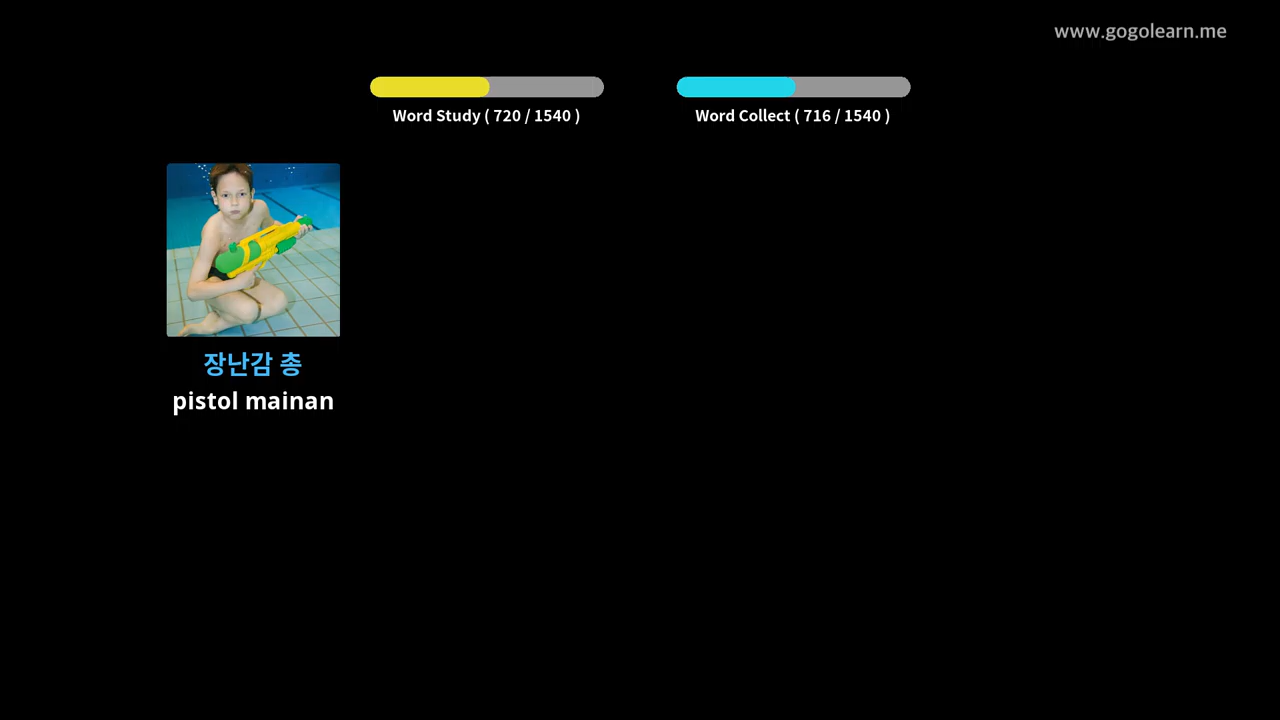 www.gogolearn.me
Word Study ( 720 / 1540 )
Word Collect ( 716 / 1540 )
장난감 총
pistol mainan